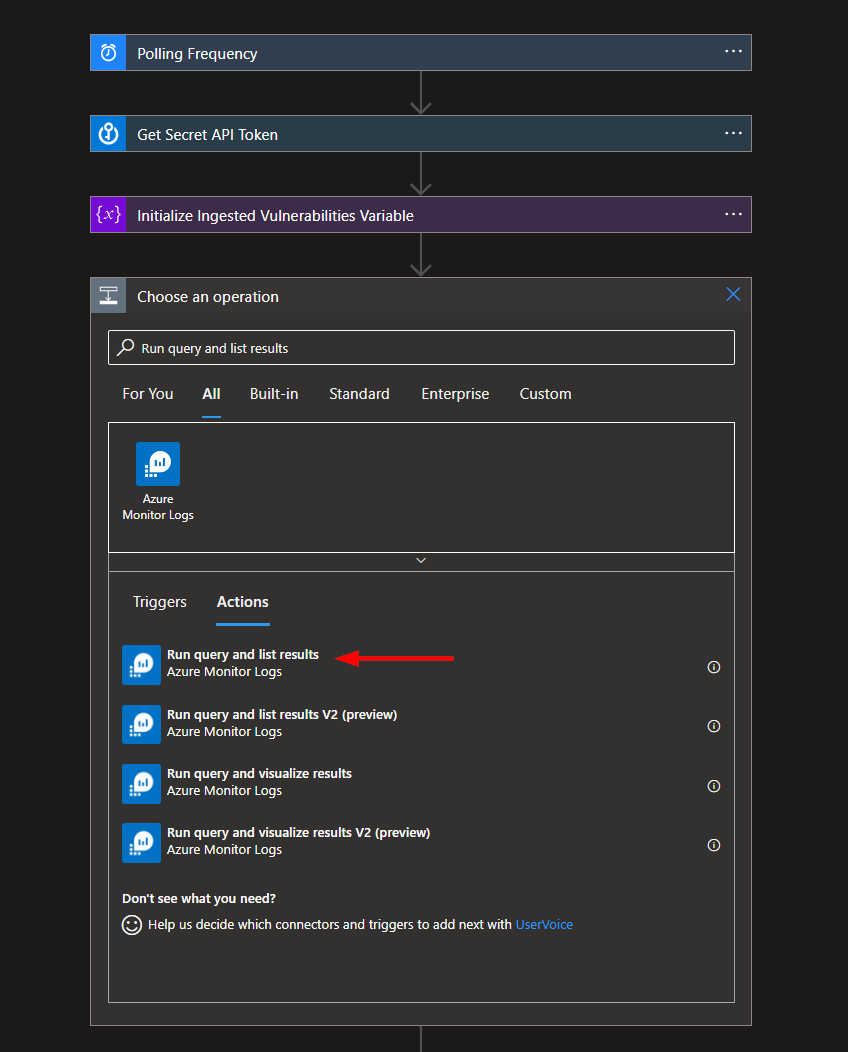 Polling Frequency
Get Secret API Token
{x} Initialize Ingested Vulnerabilities Variable
Choose an operation
Run query and list results
For You All Built-in Standard Enterprise Custom
Azure
Monitor Logs
Triggers Actions
Run query and list results
Azure Monitor Logs
Run query and list results V2 (preview)
Azure Monitor Logs
Run query and visualize results
Azure Monitor Logs
Run query and visualize results V2 (preview)
Azure Monitor Logs
Don't see what you need?
Help us decide which connectors and triggers to add next with UserVoice